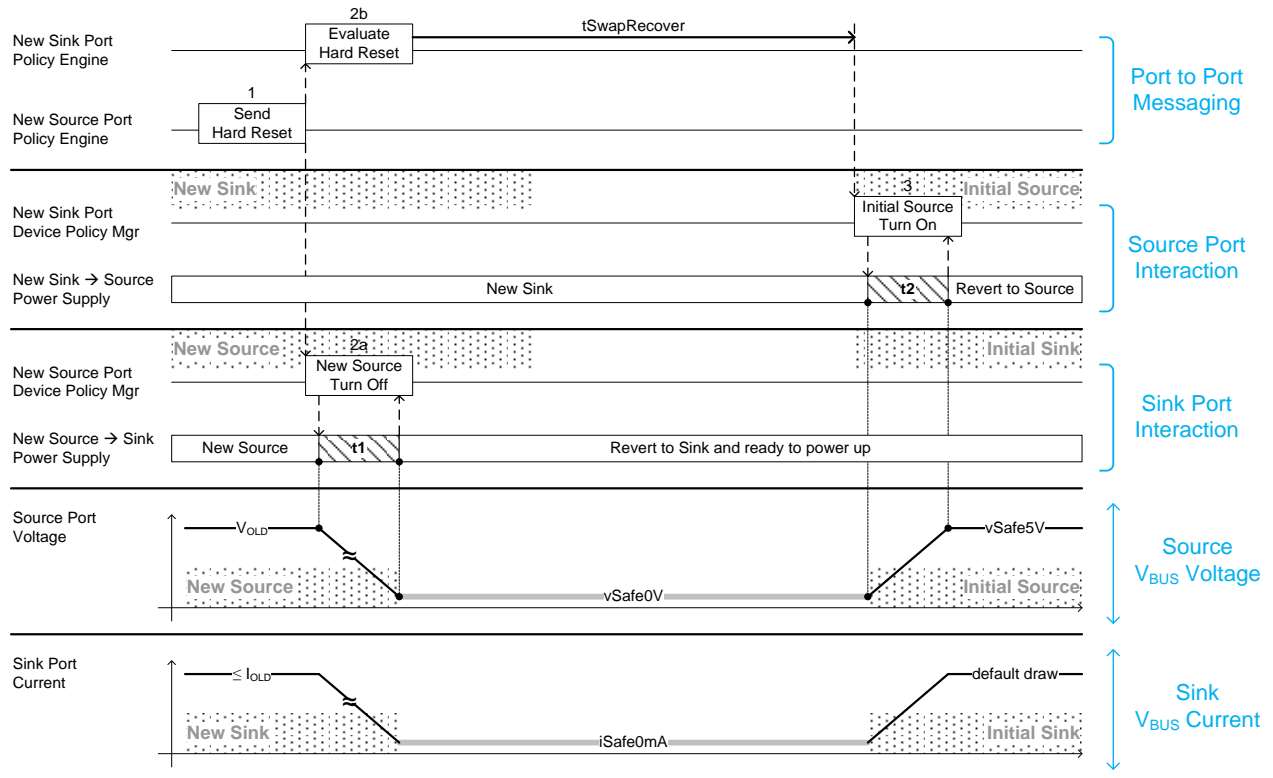 2b
New Sink Port
Policy Engine
Evaluate
Hard Reset
tSwapRecover
Port to Port
Messaging
1
New Source Port
Policy Engine
Send
Hard Reset
New Sink
Initial Source
3
New Sink Port
Device Policy Mgr
Initial Source
Turn On
Source Port
Interaction
New Sink → Source
Power Supply
New Sink
t2
Revert to Source
New Source
Initial Sink
2a
New Source Port
Device Policy Mgr
New Source
Turn Off
Sink Port
Interaction
New Source → Sink
Power Supply
New Source
t1
Revert to Sink and ready to power up
Source Port
Voltage
VOLD
≈
vSafe5V
Source
VBUS Voltage
New Source
vSafe0V
Initial Source
Sink Port
Current
≤ IOLD
≈
default draw
Sink
VBUS Current
New Sink
iSafe0mA
Initial Sink